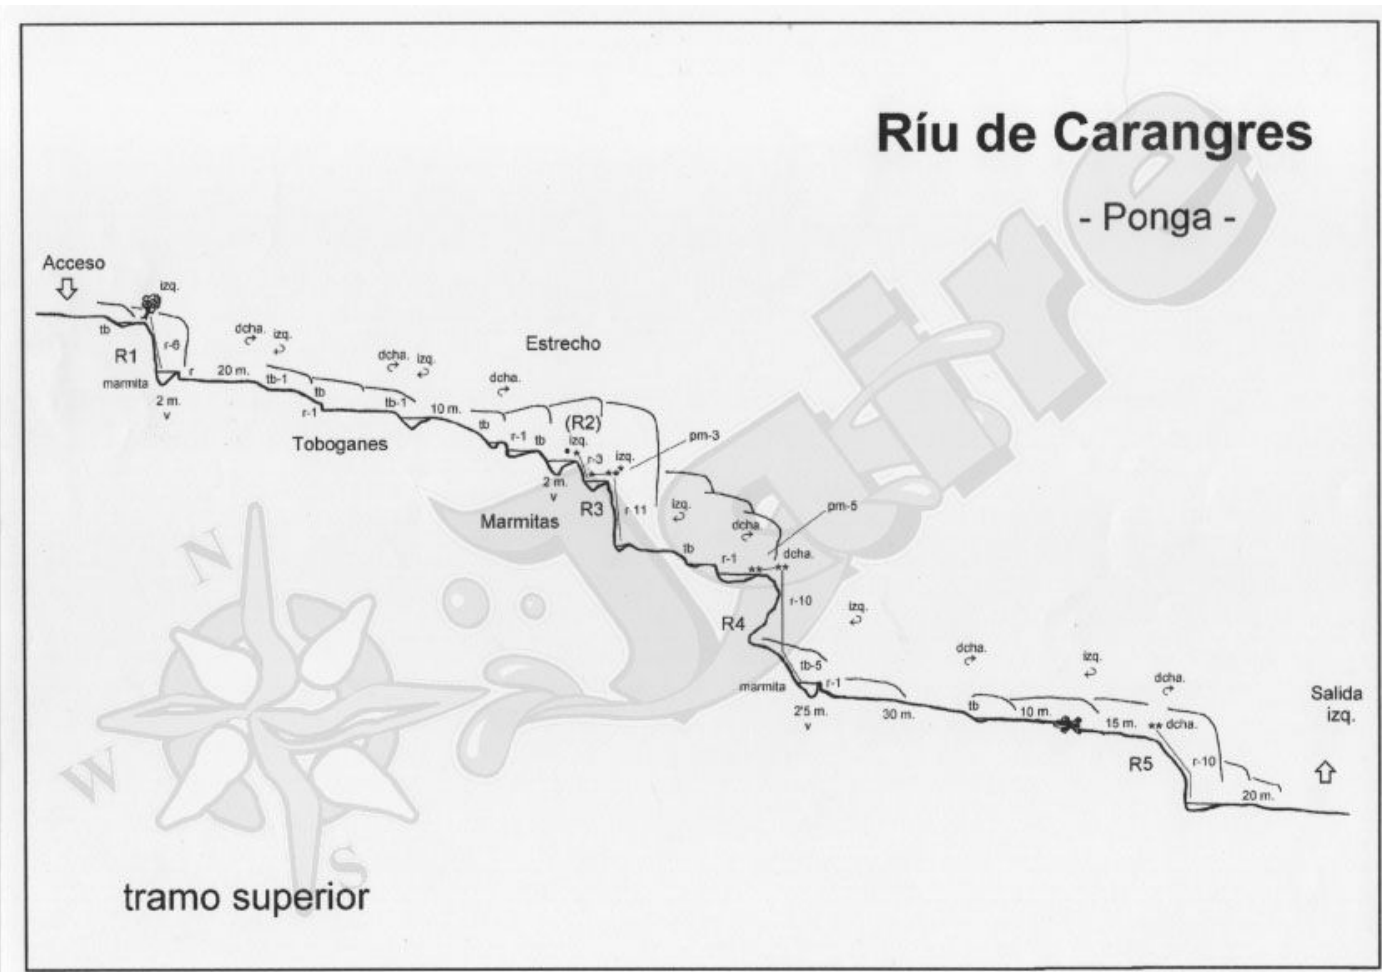 Ríu de Carangres
- Ponga -
Acceso
izq.
tb
R1
r-6
marmita
r
2 m.
v
20 m.
dcha.
izq.
tb-1
tb
r-1
Toboganes
dcha.
izq.
tb-1
10 m.
Estrecho
dcha.
tb
r-1
tb
(R2)
izq.
r-3
izq.
pm-3
2 m.
v
R3
Marmitas
r-11
izq.
dcha.
pm-5
tb
r-1
dcha.
r-10
R4
izq.
tb-5
marmita
r-1
2'5 m.
v
30 m.
dcha.
tb
izq.
10 m.
15 m.
dcha.
dcha.
R5
r-10
20 m.
Salida
izq.
N
W
S
tramo superior